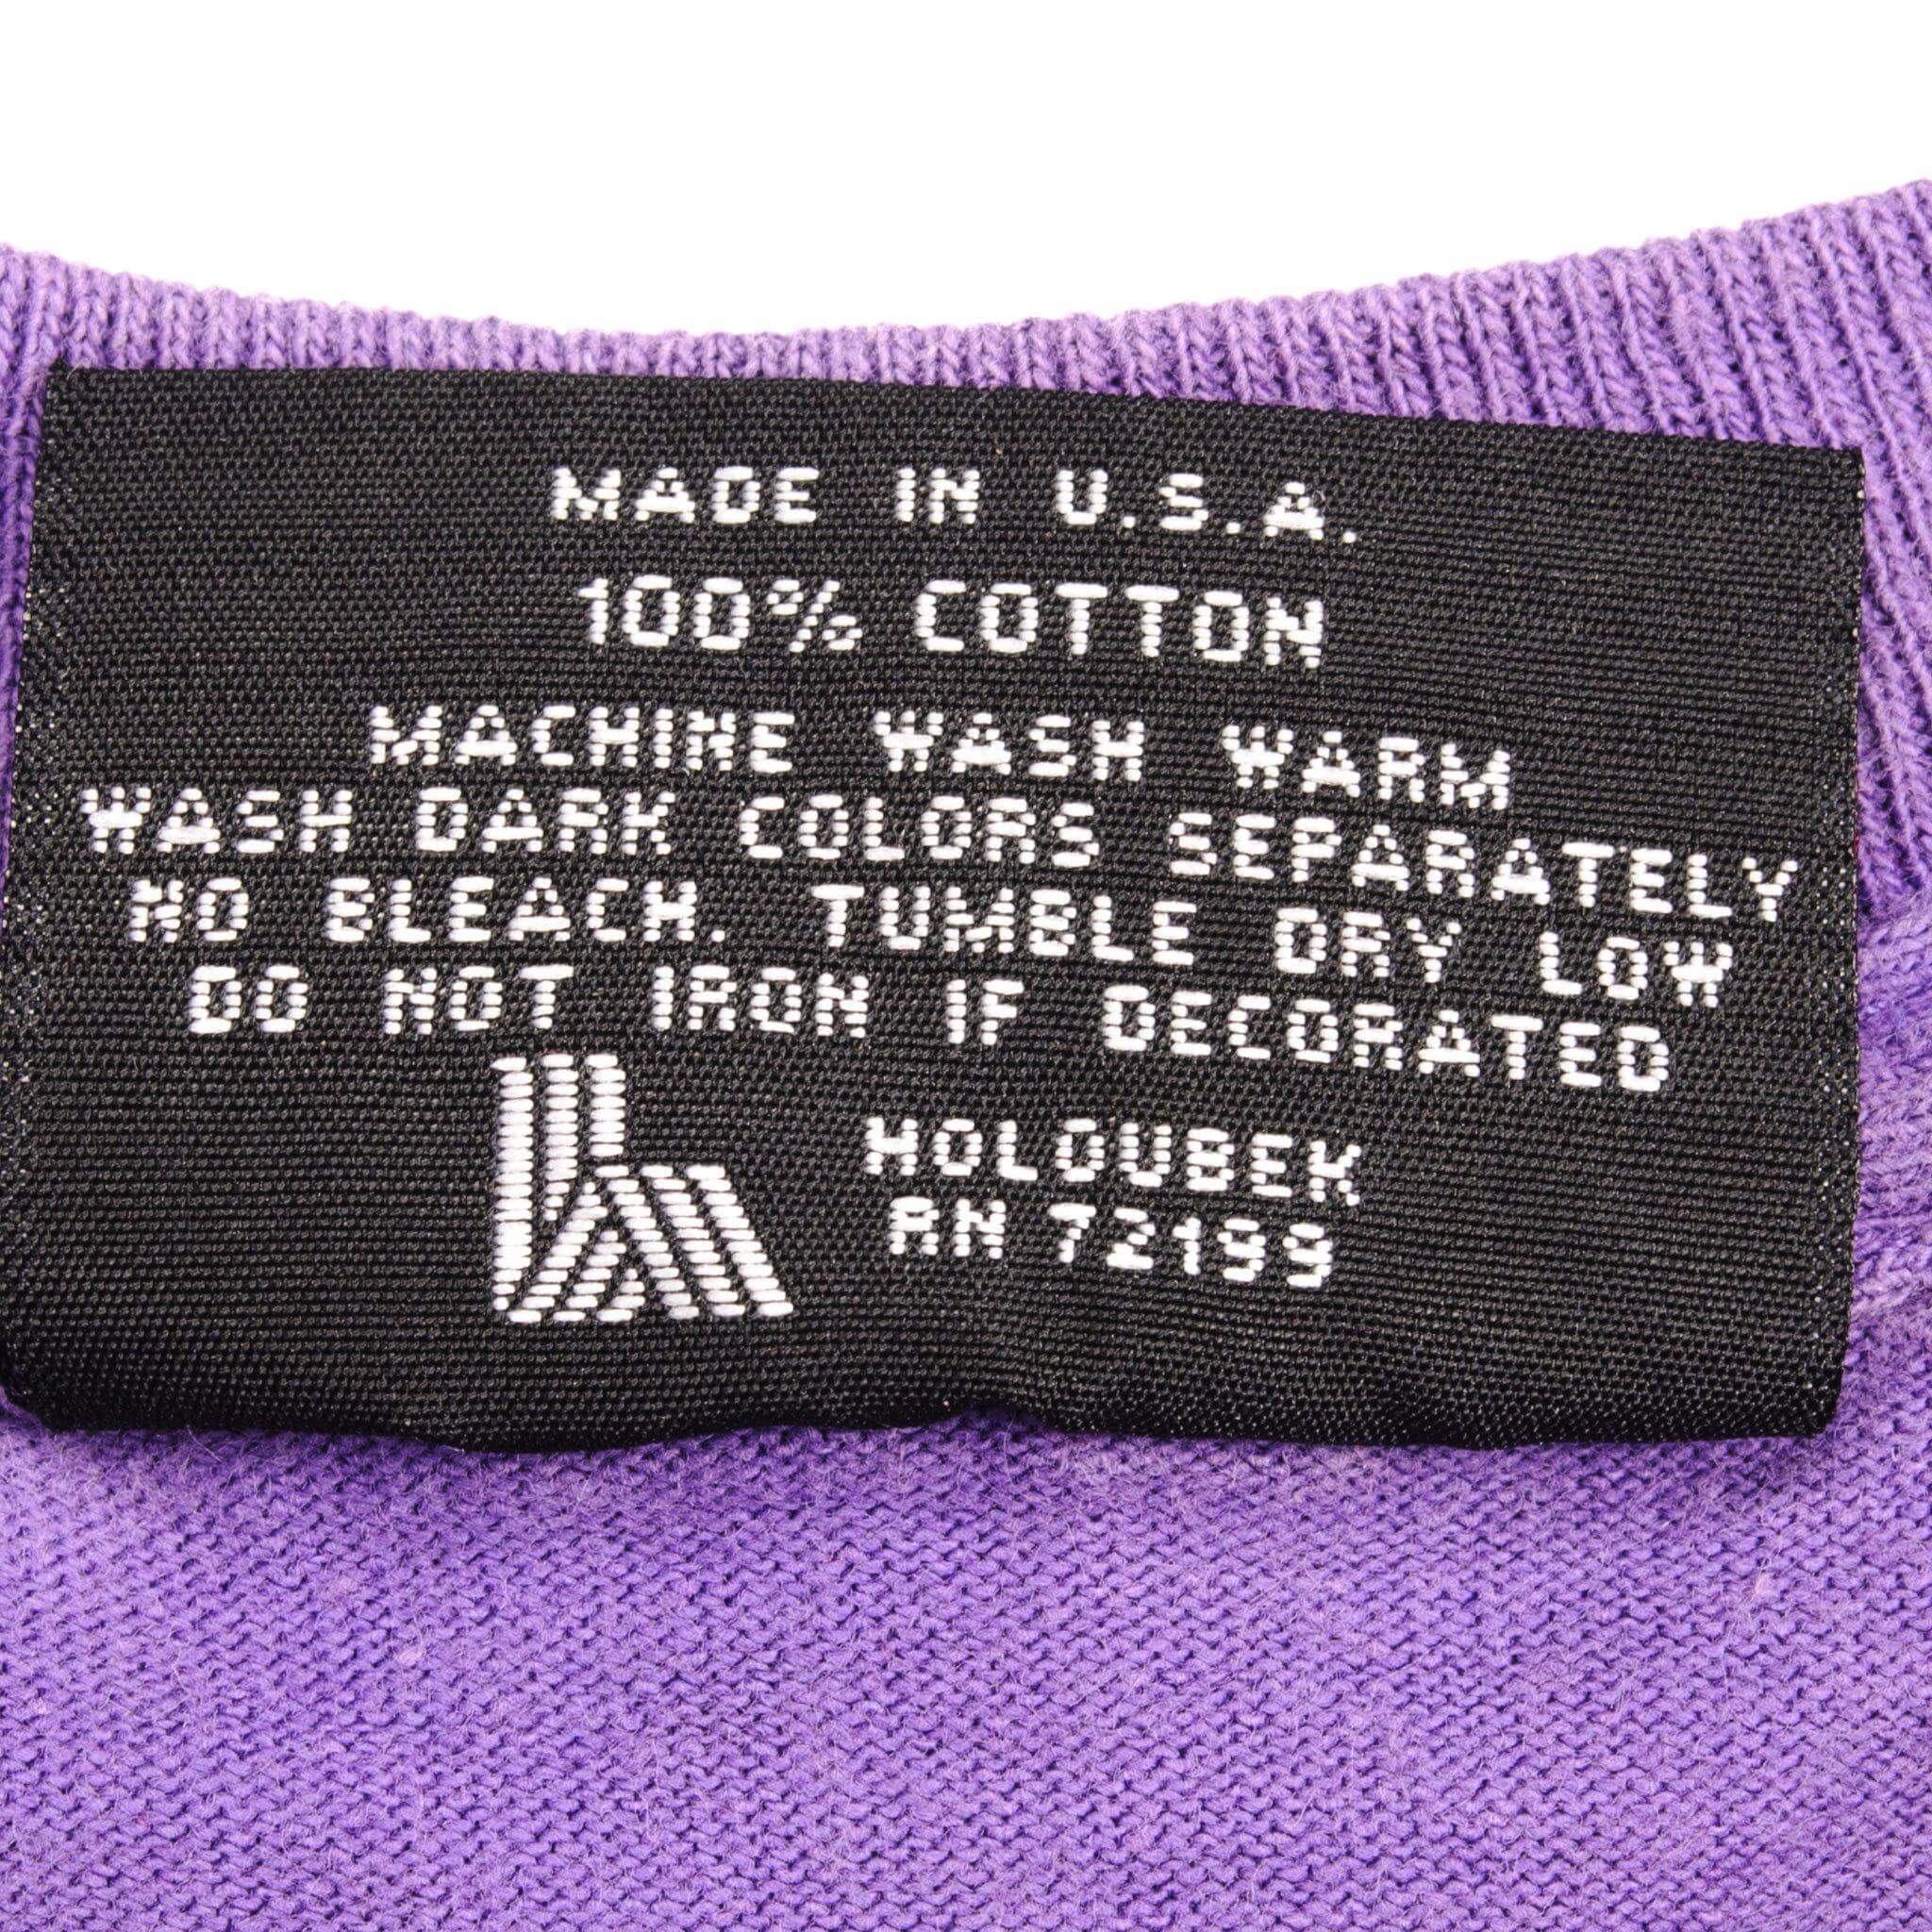 MADE IN U.S.A.
100% COTTON
MACHINE WASH WARM
WASH DARK COLORS SEPARATELY
NO BLEACH. TUMBLE DRY LOW
DO NOT IRON IF DECORATED
HOLOUBEK
RN 72199